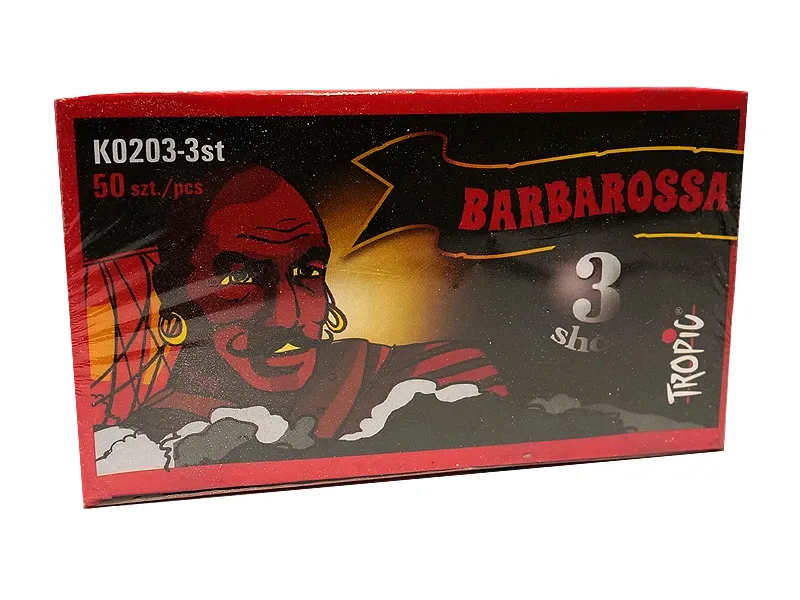 K0203-3st
50 szt./pcs
BARBAROSSA
3
TROPIC®